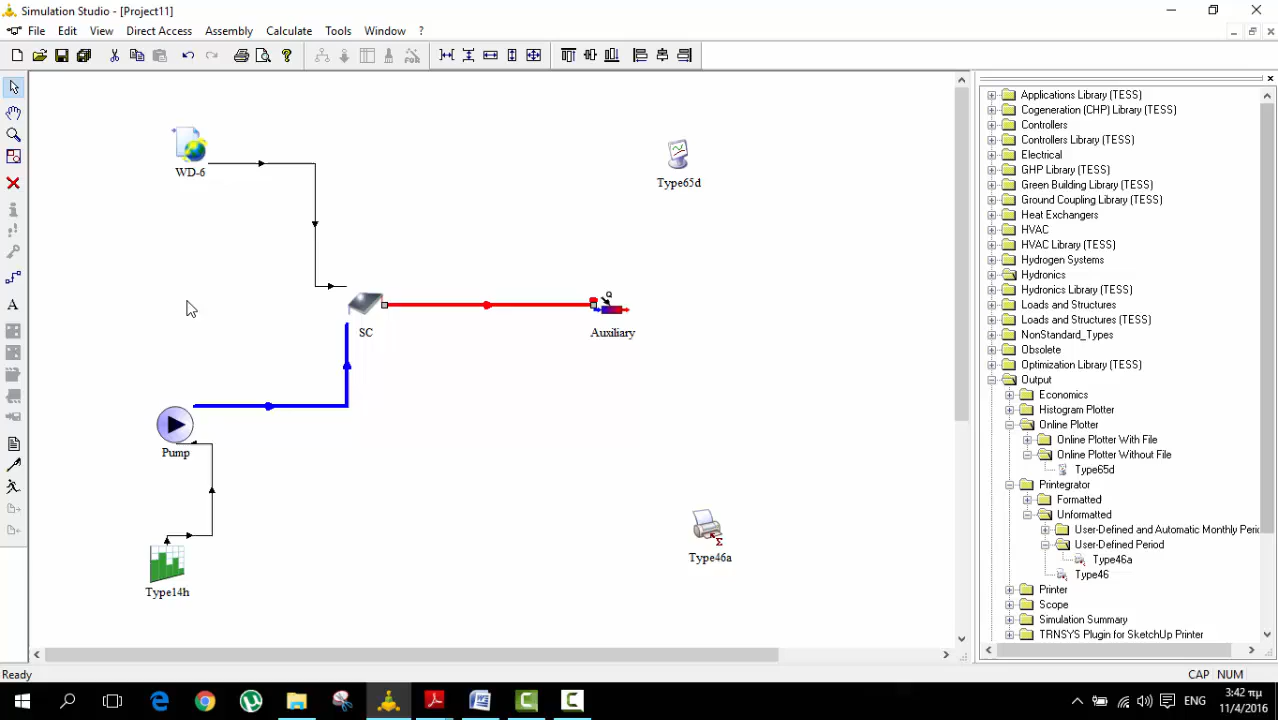 Simulation Studio - [Project11]
File Edit View Direct Access Assembly Calculate Tools Window ?
WD-6
Type65d
SC
Auxiliary
Pump
Type46a
Type14h
Applications Library (TESS)
Cogeneration (CHP) Library (TESS)
Controllers
Controllers Library (TESS)
Electrical
GHP Library (TESS)
Green Building Library (TESS)
Ground Coupling Library (TESS)
Heat Exchangers
HVAC
HVAC Library (TESS)
Hydrogen Systems
Hydronics
Hydronics Library (TESS)
Loads and Structures
Loads and Structures (TESS)
NonStandard_Types
Obsolete
Optimization Library (TESS)
Output
Economics
Histogram Plotter
Online Plotter
Online Plotter With File
Online Plotter Without File
Type65d
Printegrator
Formatted
Unformatted
User-Defined and Automatic Monthly Perio
User-Defined Period
Type46a
Type46
Printer
Scope
Simulation Summary
TRNSYS Plugin for SketchUp Printer
Ready
CAP NUM
ENG
3:42 πμ
11/4/2016